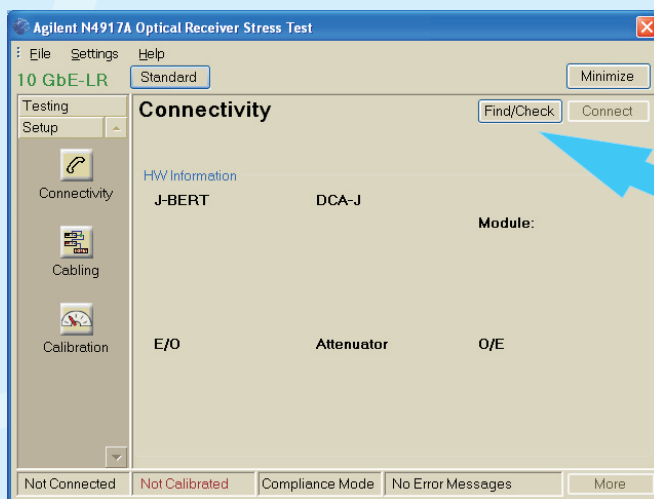 Agilent N4917A Optical Receiver Stress Test
File Settings Help
10 GbE-LR Standard Minimize
Testing
Setup
Connectivity Find/Check Connect
HW Information
Connectivity
J-BERT DCA-J
Module:
Cabling
Calibration
E/O Attenuator O/E
Not Connected Not Calibrated Compliance Mode No Error Messages More